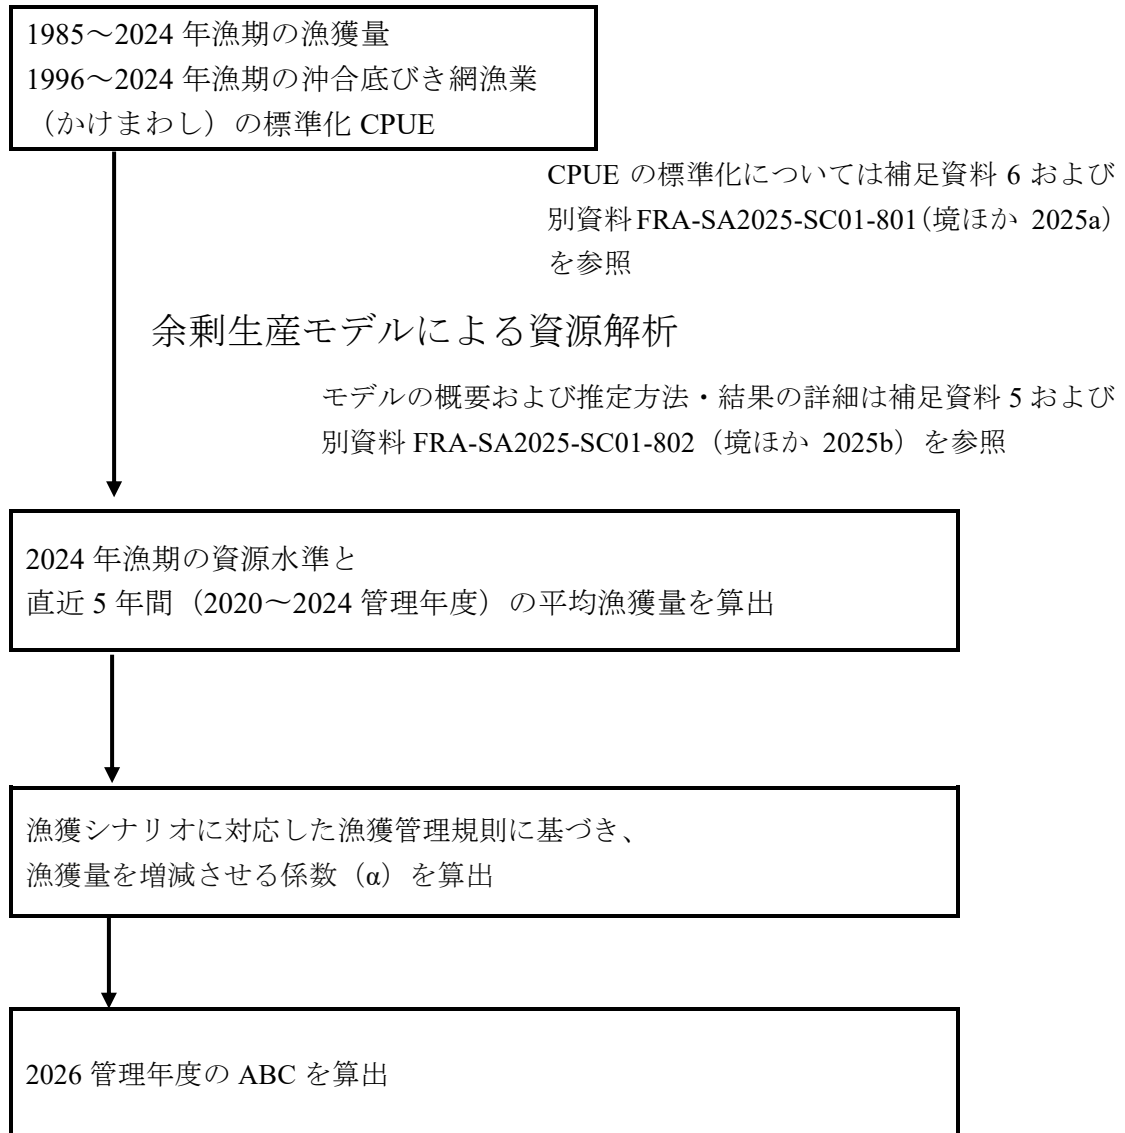 1985～2024 年漁期の漁獲量
1996～2024 年漁期の沖合底びき網漁業
（かけまわし）の標準化 CPUE
CPUE の標準化については補足資料 6 および
別資料 FRA-SA2025-SC01-801（境ほか 2025a）
を参照
余剰生産モデルによる資源解析
モデルの概要および推定方法・結果の詳細は補足資料 5 および
別資料 FRA-SA2025-SC01-802（境ほか 2025b）を参照
2024 年漁期の資源水準と
直近 5 年間（2020～2024 管理年度）の平均漁獲量を算出
漁獲シナリオに対応した漁獲管理規則に基づき、
漁獲量を増減させる係数（α）を算出
2026 管理年度の ABC を算出